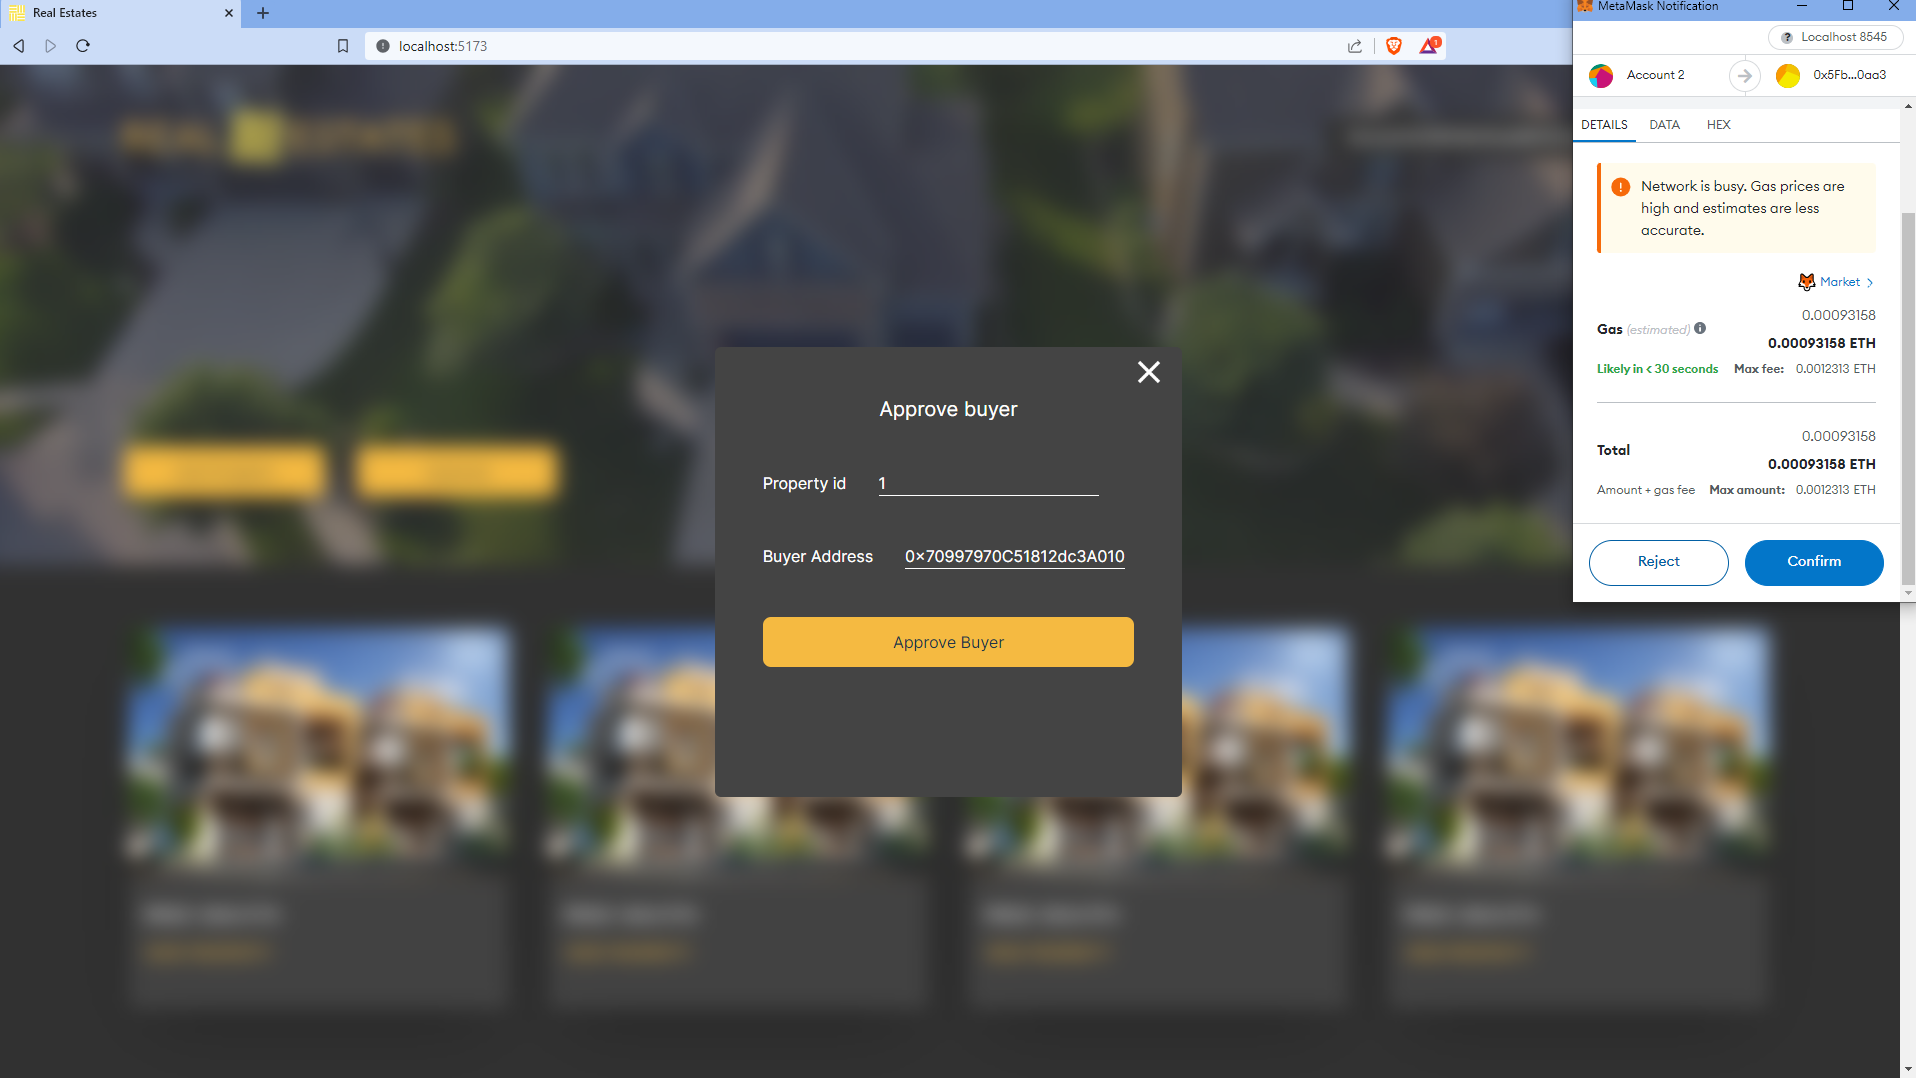 Real Estates
localhost:5173
1
MetaMask Notification
Localhost 8545
Account 2
0x5Fb...0aa3
DETAILS
DATA
HEX
Network is busy. Gas prices are
high and estimates are less
accurate.
Market
0.00093158
Gas (estimated)
0.00093158 ETH
Likely in < 30 seconds Max fee: 0.0012313 ETH
0.00093158
Total
0.00093158 ETH
Amount + gas fee Max amount: 0.0012313 ETH
Reject
Confirm
REAL ESTATES
Approve buyer
Property id 1
Buyer Address 0x70997970C51812dc3A010
Approve Buyer